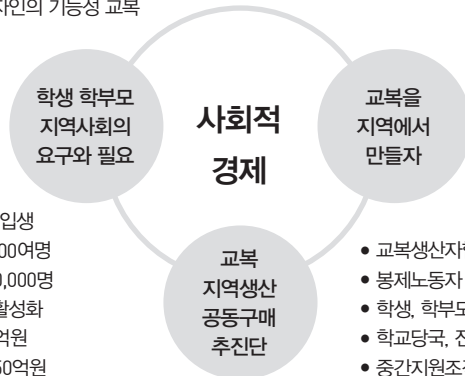 인의 기능성 교복
학생 학부모
지역사회의
요구와 필요
사회적
경제
교복을
지역에서
만들자
입생
00여명
0,000명
활성화
억원
50억원
교복
지역생산
공동구매
추진단
• 교복생산자
• 봉제노동자
• 학생, 학부모
• 학교당국,
• 중간지원조